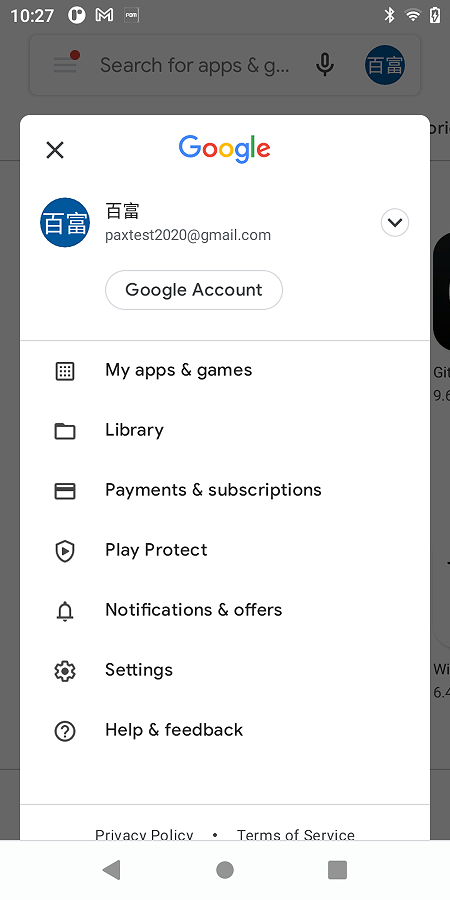 10:27
Search for apps & g...
百富
Google
百富
百富
paxtest2020@gmail.com
Google Account
My apps & games
Library
Payments & subscriptions
Play Protect
Notifications & offers
Settings
Help & feedback
Privacy Policy • Terms of Service